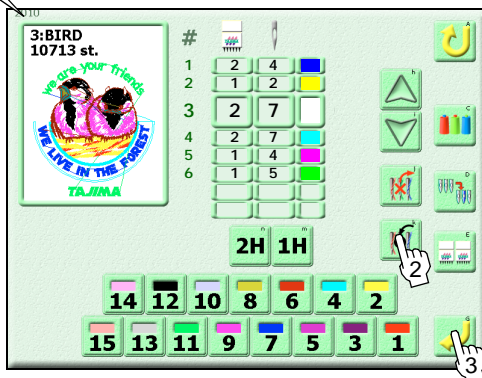 2010
3:BIRD
10713 st.
we are your friends
WE LIVE IN THE FOREST
TAJIMA
#
1 2 4
2 1 2
3 2 7
4 2 7
5 1 4
6 1 5
A
h
C
i
j
D
n
m
k
E
2H 1H
2
14 12 10 8 6 4 2
15 13 11 9 7 5 3 1
G
3